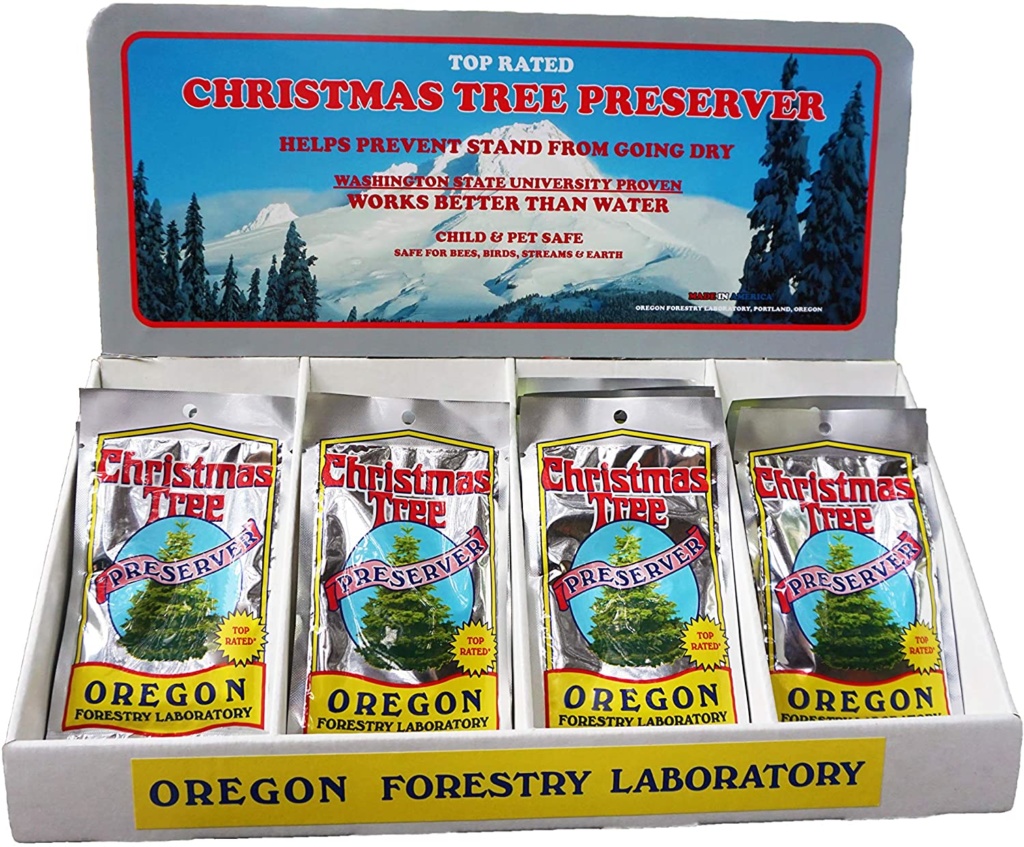 TOP RATED
CHRISTMAS TREE PRESERVER
HELPS PREVENT STAND FROM GOING DRY
WASHINGTON STATE UNIVERSITY PROVEN
WORKS BETTER THAN WATER
CHILD & PET SAFE
SAFE FOR BEES, BIRDS, STREAMS & EARTH
MADE IN AMERICA
OREGON FORESTRY LABORATORY, PORTLAND, OREGON
Christmas
Tree
PRESERVER
TOP
RATED*
OREGON
FORESTRY LABORATORY
Christmas
Tree
PRESERVER
TOP
RATED*
OREGON
FORESTRY LABORATORY
Christmas
Tree
PRESERVER
TOP
RATED*
OREGON
FORESTRY LABORATORY
Christmas
Tree
PRESERVER
TOP
RATED*
OREGON
FORESTRY LABORATORY
OREGON FORESTRY LABORATORY